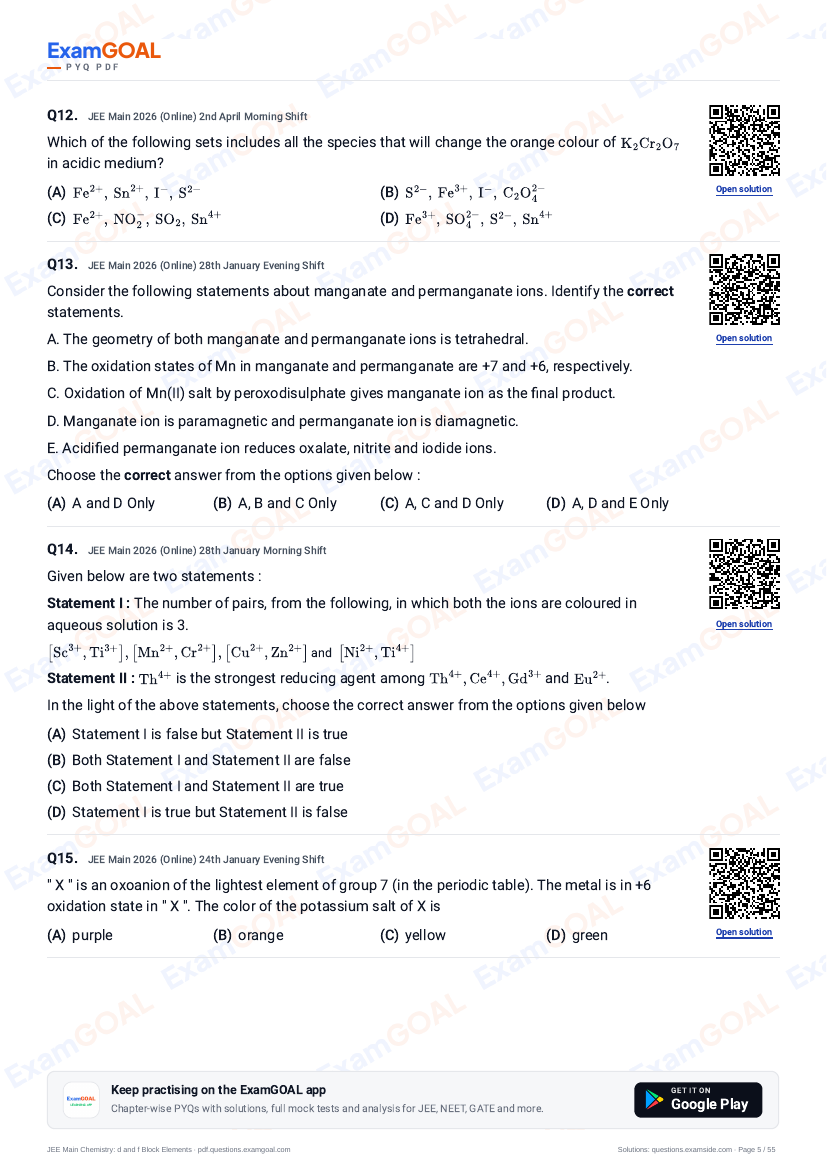 ExamGOAL
PYQ PDF
Q12. JEE Main 2026 (Online) 2nd April Morning Shift
Which of the following sets includes all the species that will change the orange colour of K₂Cr₂O₇
in acidic medium?
(A) Fe²⁺, Sn²⁺, I⁻, S²⁻ (B) S²⁻, Fe³⁺, I⁻, C₂O₄²⁻
(C) Fe²⁺, NO₂⁻, SO₂, Sn⁴⁺ (D) Fe³⁺, SO₄²⁻, S²⁻, Sn⁴⁺
Open solution
Q13. JEE Main 2026 (Online) 28th January Evening Shift
Consider the following statements about manganate and permanganate ions. Identify the correct
statements.
A. The geometry of both manganate and permanganate ions is tetrahedral.
B. The oxidation states of Mn in manganate and permanganate are +7 and +6, respectively.
C. Oxidation of Mn(II) salt by peroxodisulphate gives manganate ion as the final product.
D. Manganate ion is paramagnetic and permanganate ion is diamagnetic.
E. Acidified permanganate ion reduces oxalate, nitrite and iodide ions.
Choose the correct answer from the options given below :
(A) A and D Only (B) A, B and C Only (C) A, C and D Only (D) A, D and E Only
Open solution
Q14. JEE Main 2026 (Online) 28th January Morning Shift
Given below are two statements :
Statement I : The number of pairs, from the following, in which both the ions are coloured in
aqueous solution is 3.
[Sc³⁺, Ti³⁺], [Mn²⁺, Cr²⁺], [Cu²⁺, Zn²⁺] and [Ni²⁺, Ti⁴⁺]
Statement II : Th⁴⁺ is the strongest reducing agent among Th⁴⁺, Ce⁴⁺, Gd³⁺ and Eu²⁺.
In the light of the above statements, choose the correct answer from the options given below
(A) Statement I is false but Statement II is true
(B) Both Statement I and Statement II are false
(C) Both Statement I and Statement II are true
(D) Statement I is true but Statement II is false
Open solution
Q15. JEE Main 2026 (Online) 24th January Evening Shift
" X " is an oxoanion of the lightest element of group 7 (in the periodic table). The metal is in +6
oxidation state in " X ". The color of the potassium salt of X is
(A) purple (B) orange (C) yellow (D) green
Open solution
Keep practising on the ExamGOAL app
Chapter-wise PYQs with solutions, full mock tests and analysis for JEE, NEET, GATE and more.
GET IT ON
Google Play
JEE Main Chemistry: d and f Block Elements · pdf.questions.examgoal.com
Solutions: questions.examside.com · Page 5 / 55